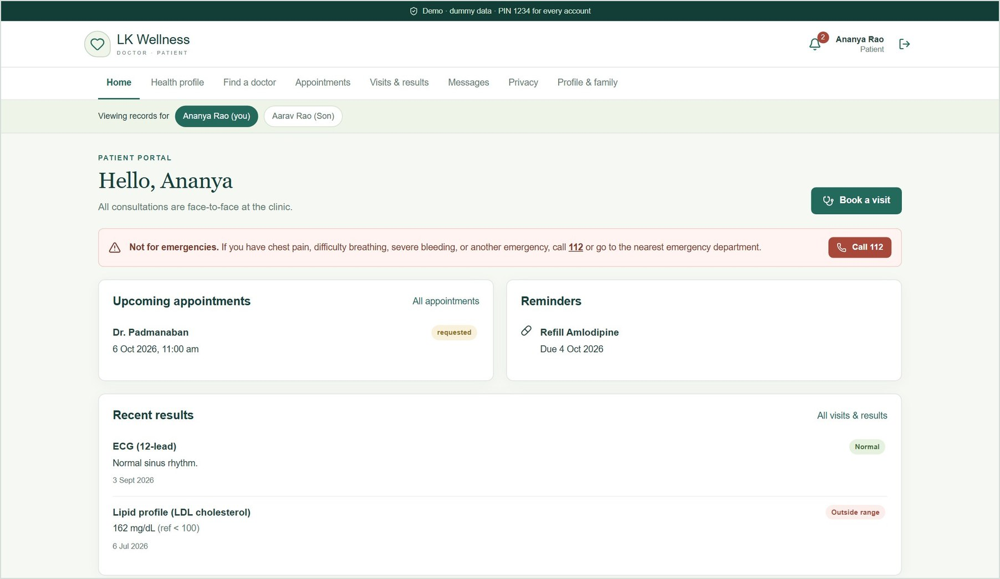 Demo · dummy data · PIN 1234 for every account
LK Wellness
DOCTOR · PATIENT
2
Ananya Rao
Patient
Home
Health profile
Find a doctor
Appointments
Visits & results
Messages
Privacy
Profile & family
Viewing records for
Ananya Rao (you)
Aarav Rao (Son)
PATIENT PORTAL
Hello, Ananya
All consultations are face-to-face at the clinic.
Book a visit
Not for emergencies. If you have chest pain, difficulty breathing, severe bleeding, or another emergency, call 112 or go to the nearest emergency department.
Call 112
Upcoming appointments
All appointments
Dr. Padmanaban
requested
6 Oct 2026, 11:00 am
Reminders
Refill Amlodipine
Due 4 Oct 2026
Recent results
All visits & results
ECG (12-lead)
Normal
Normal sinus rhythm.
3 Sept 2026
Lipid profile (LDL cholesterol)
Outside range
162 mg/dL (ref < 100)
6 Jul 2026